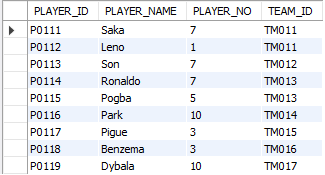 PLAYER_ID PLAYER_NAME PLAYER_NO TEAM_ID
P0111 Saka 7 TM011
P0112 Leno 1 TM011
P0113 Son 7 TM012
P0114 Ronaldo 7 TM013
P0115 Pogba 5 TM013
P0116 Park 10 TM014
P0117 Pigue 3 TM015
P0118 Benzema 3 TM016
P0119 Dybala 10 TM017